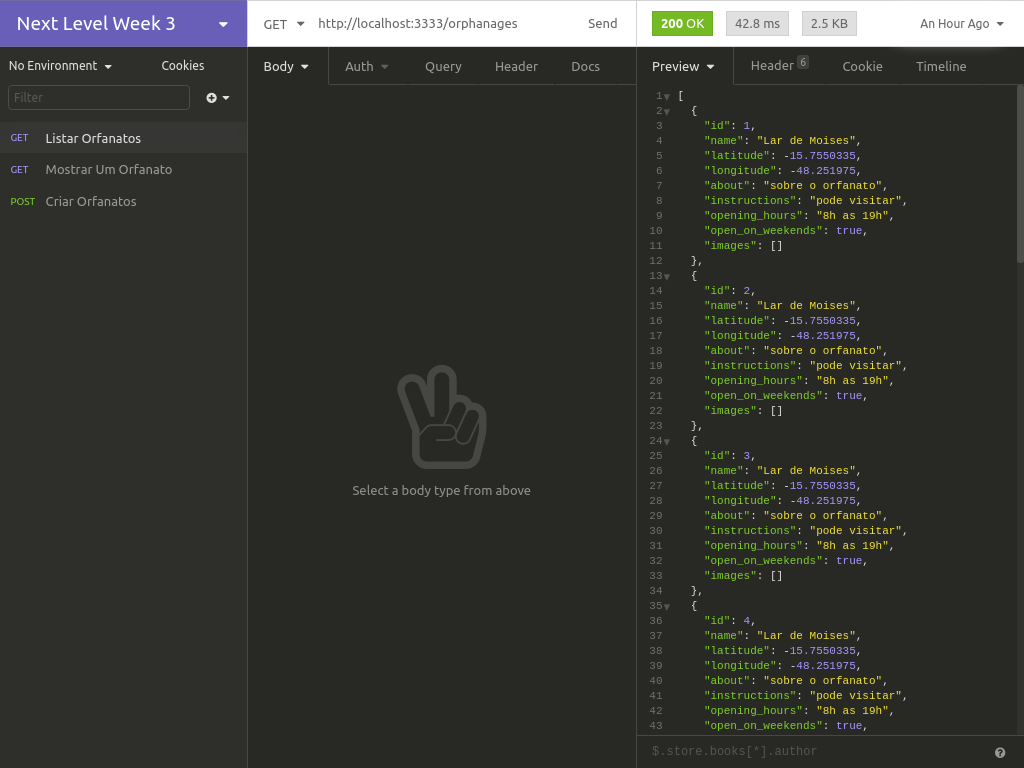 Next Level Week 3
GET http://localhost:3333/orphanages Send
200 OK 42.8 ms 2.5 KB An Hour Ago
No Environment Cookies
Filter
GET Listar Orfanatos
GET Mostrar Um Orfanato
POST Criar Orfanatos
Body Auth Query Header Docs
Select a body type from above
Preview Header 6 Cookie Timeline
1 [
2 {
3 "id": 1,
4 "name": "Lar de Moises",
5 "latitude": -15.7550335,
6 "longitude": -48.251975,
7 "about": "sobre o orfanato",
8 "instructions": "pode visitar",
9 "opening_hours": "8h as 19h",
10 "open_on_weekends": true,
11 "images": []
12 },
13 {
14 "id": 2,
15 "name": "Lar de Moises",
16 "latitude": -15.7550335,
17 "longitude": -48.251975,
18 "about": "sobre o orfanato",
19 "instructions": "pode visitar",
20 "opening_hours": "8h as 19h",
21 "open_on_weekends": true,
22 "images": []
23 },
24 {
25 "id": 3,
26 "name": "Lar de Moises",
27 "latitude": -15.7550335,
28 "longitude": -48.251975,
29 "about": "sobre o orfanato",
30 "instructions": "pode visitar",
31 "opening_hours": "8h as 19h",
32 "open_on_weekends": true,
33 "images": []
34 },
35 {
36 "id": 4,
37 "name": "Lar de Moises",
38 "latitude": -15.7550335,
39 "longitude": -48.251975,
40 "about": "sobre o orfanato",
41 "instructions": "pode visitar",
42 "opening_hours": "8h as 19h",
43 "open_on_weekends": true,
$.store.books[*].author